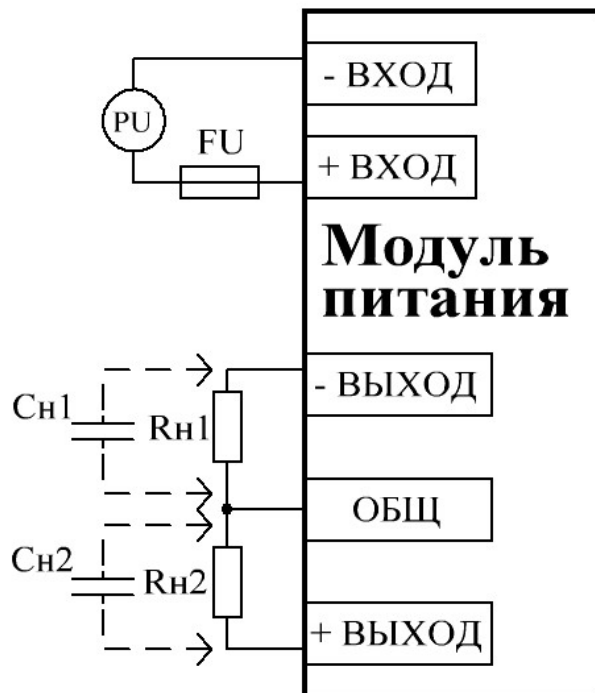 - ВХОД
PU
FU
+ ВХОД
Модуль
питания
- ВЫХОД
Сн1
Rн1
ОБЩ
Сн2
Rн2
+ ВЫХОД